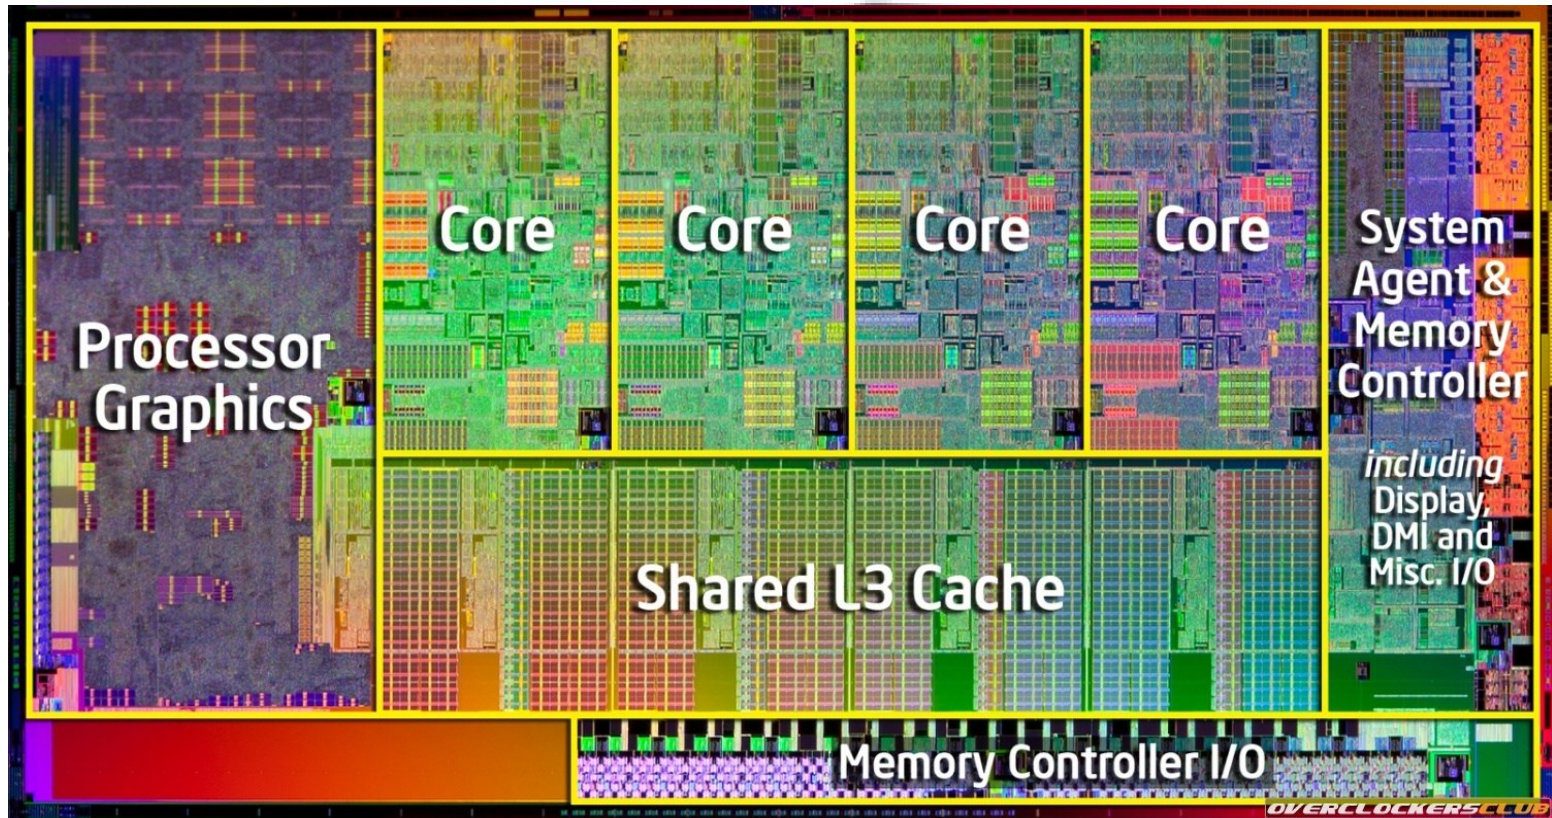 Processor
Graphics
Core
Core
Core
Core
System
Agent &
Memory
Controller
including
Display,
DMI and
Misc. I/O
Shared L3 Cache
Memory Controller I/O
OVERCLOCKERSCLUB